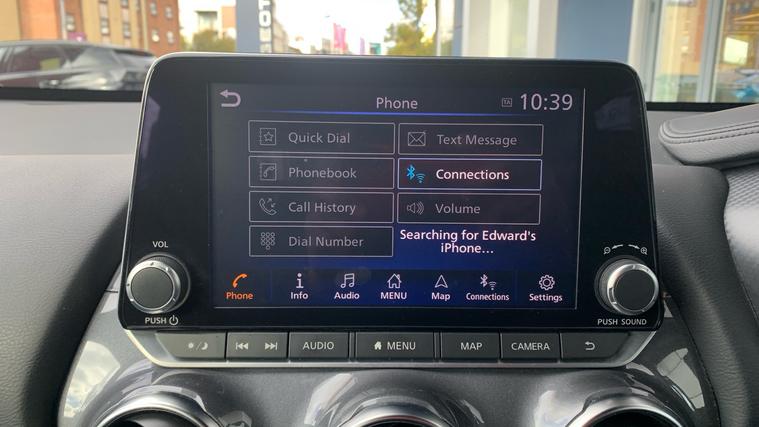 Phone
TA 10:39
Quick Dial
Text Message
Phonebook
Connections
Call History
Volume
Dial Number
Searching for Edward's
iPhone...
Phone Info Audio MENU Map Connections Settings
VOL
PUSH
PUSH SOUND
AUDIO MENU MAP CAMERA